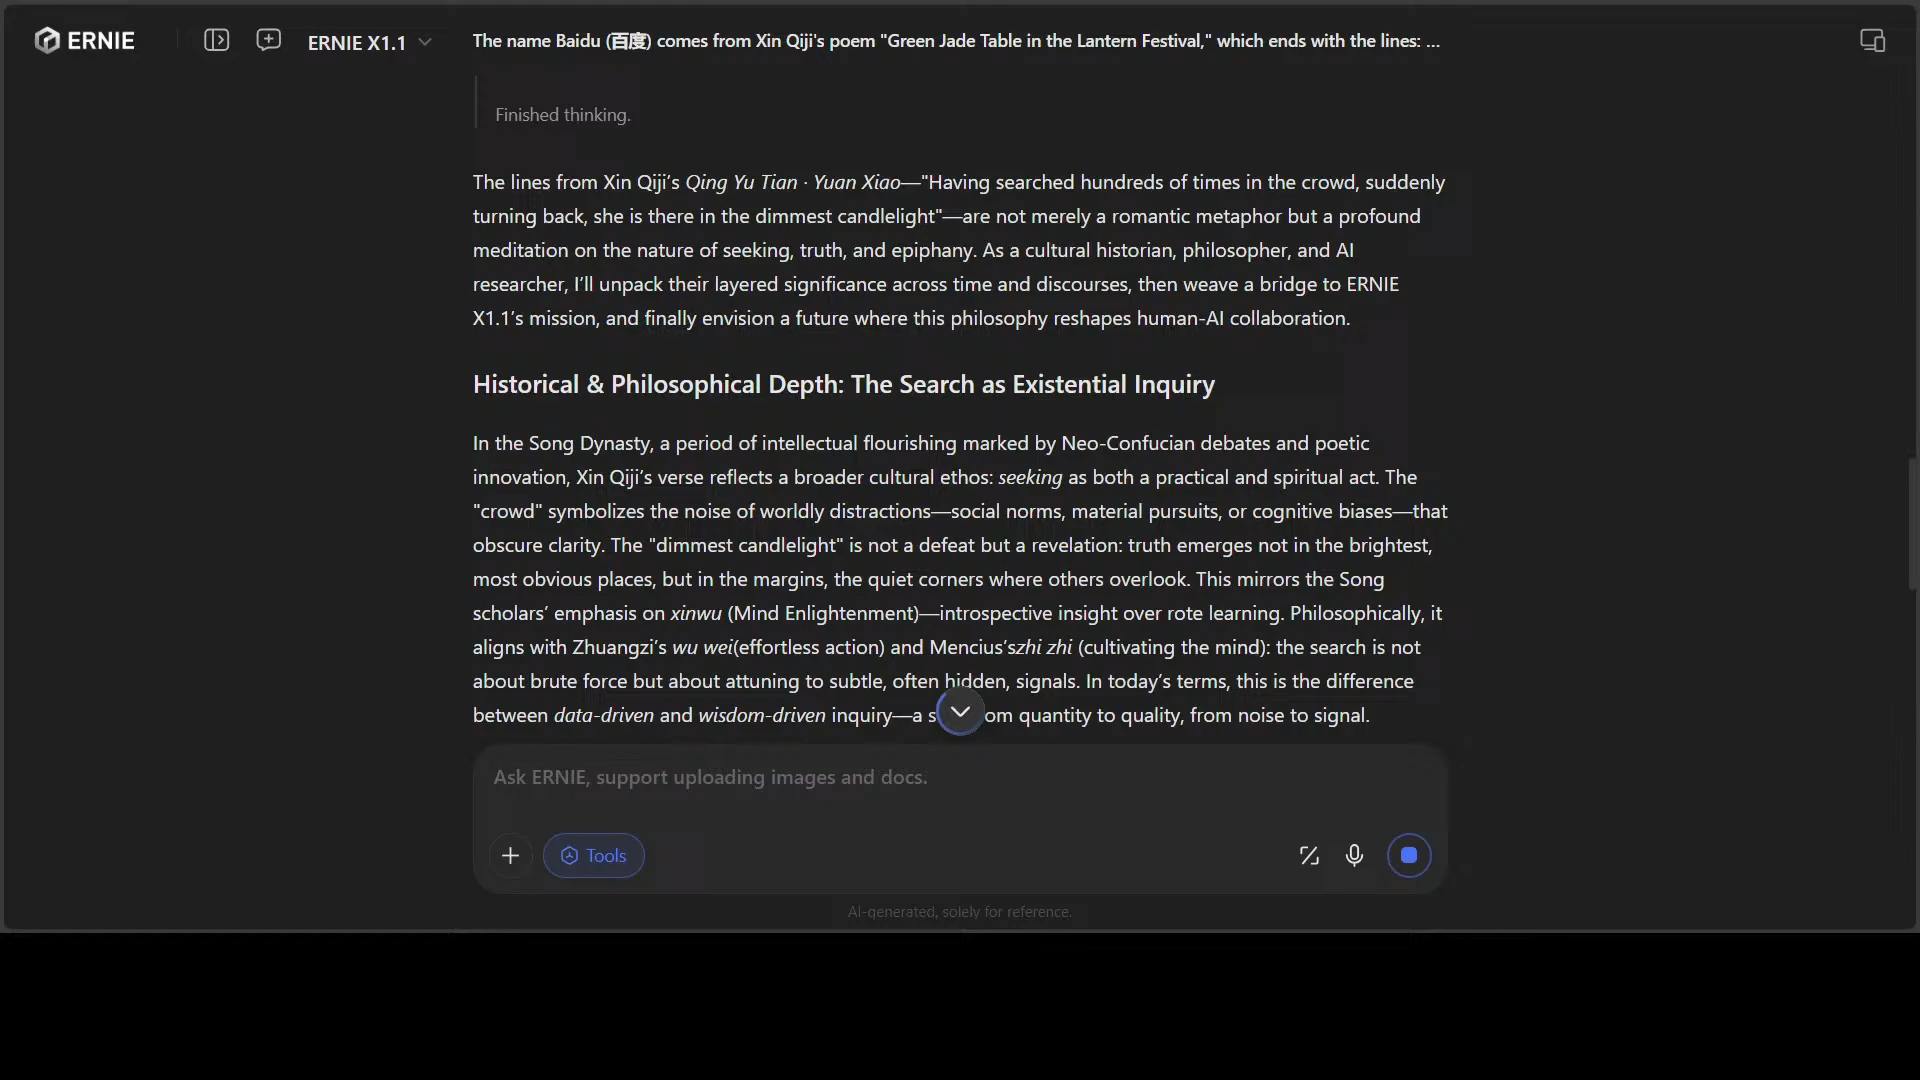 ERNIE
ERNIE X1.1
The name Baidu (百度) comes from Xin Qiji's poem "Green Jade Table in the Lantern Festival," which ends with the lines: ...
Finished thinking.
The lines from Xin Qiji’s Qing Yu Tian · Yuan Xiao—"Having searched hundreds of times in the crowd, suddenly
turning back, she is there in the dimmest candlelight"—are not merely a romantic metaphor but a profound
meditation on the nature of seeking, truth, and epiphany. As a cultural historian, philosopher, and AI
researcher, I’ll unpack their layered significance across time and discourses, then weave a bridge to ERNIE
X1.1’s mission, and finally envision a future where this philosophy reshapes human-AI collaboration.
Historical & Philosophical Depth: The Search as Existential Inquiry
In the Song Dynasty, a period of intellectual flourishing marked by Neo-Confucian debates and poetic
innovation, Xin Qiji’s verse reflects a broader cultural ethos: seeking as both a practical and spiritual act. The
"crowd" symbolizes the noise of worldly distractions—social norms, material pursuits, or cognitive biases—that
obscure clarity. The "dimmest candlelight" is not a defeat but a revelation: truth emerges not in the brightest,
most obvious places, but in the margins, the quiet corners where others overlook. This mirrors the Song
scholars’ emphasis on xinwu (Mind Enlightenment)—introspective insight over rote learning. Philosophically, it
aligns with Zhuangzi’s wu wei(effortless action) and Mencius’szhi zhi (cultivating the mind): the search is not
about brute force but about attuning to subtle, often hidden, signals. In today’s terms, this is the difference
between data-driven and wisdom-driven inquiry—a s om quantity to quality, from noise to signal.
Ask ERNIE, support uploading images and docs.
Tools
AI-generated, solely for reference.